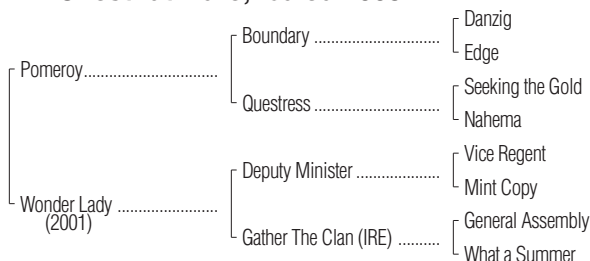 Pomeroy
Boundary
Danzig
Edge
Questress
Seeking the Gold
Nahema
Wonder Lady
(2001)
Deputy Minister
Vice Regent
Mint Copy
Gather The Clan (IRE)
General Assembly
What a Summer